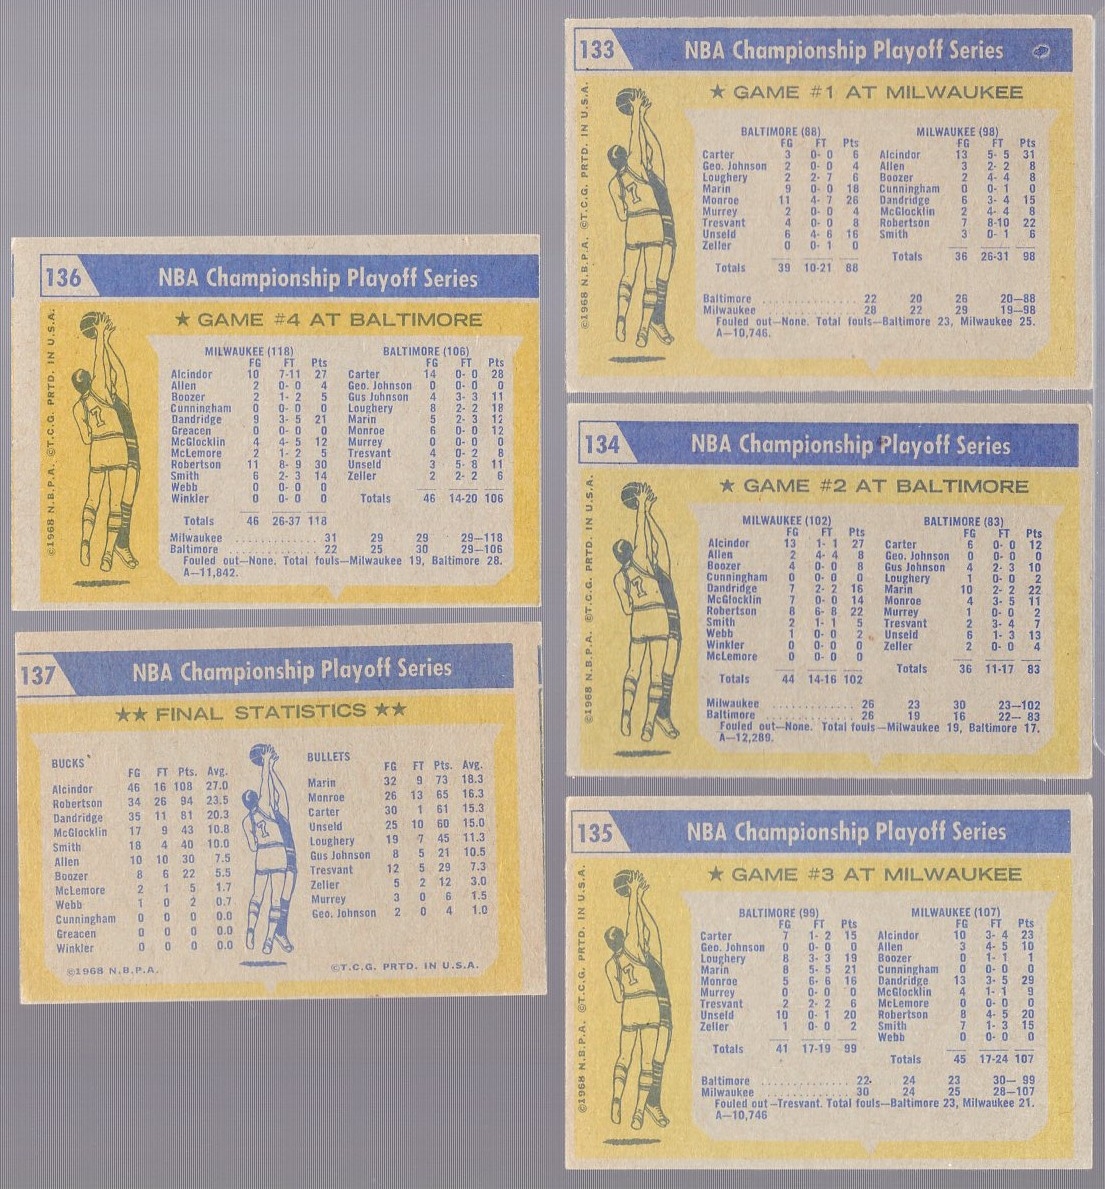 133 NBA Championship Playoff Series
★ GAME #1 AT MILWAUKEE
©1968 N.B.P.A. ©T.C.G. PRTD. IN U.S.A.
BALTIMORE (88) MILWAUKEE (98)
FG FT Pts FG FT Pts
Carter 3 0- 0 6 Alcindor 13 5- 5 31
Geo. Johnson 2 0- 0 4 Allen 3 2- 2 8
Loughery 2 2- 7 6 Boozer 2 4- 4 8
Marin 9 0- 0 18 Cunningham 0 0- 1 0
Monroe 11 4- 7 26 Dandridge 6 3- 4 15
Murrey 2 0- 0 4 McGlocklin 2 4- 4 8
Tresvant 4 0- 0 8 Robertson 7 8-10 22
Unseld 6 4- 6 16 Smith 3 0- 1 6
Zeller 0 0- 1 0 Totals 36 26-31 98
Totals 39 10-21 88
Baltimore .............. 22 20 26 20—88
Milwaukee .............. 28 22 29 19—98
Fouled out—None. Total fouls—Baltimore 23, Milwaukee 25.
A—10,746.
136 NBA Championship Playoff Series
★ GAME #4 AT BALTIMORE
©1968 N.B.P.A. ©T.C.G. PRTD. IN U.S.A.
MILWAUKEE (118) BALTIMORE (106)
FG FT Pts FG FT Pts
Alcindor 10 7-11 27 Carter 14 0- 0 28
Allen 2 0- 0 4 Geo. Johnson 0 0- 0 0
Boozer 2 1- 2 5 Gus Johnson 4 3- 3 11
Cunningham 0 0- 0 0 Loughery 8 2- 2 18
Dandridge 9 3- 5 21 Marin 5 2- 3 12
Greacen 0 0- 0 0 Monroe 6 0- 0 12
McGlocklin 4 4- 5 12 Murrey 0 0- 0 0
McLemore 2 1- 2 5 Tresvant 4 0- 2 8
Robertson 11 8- 9 30 Unseld 3 5- 8 11
Smith 6 2- 3 14 Zeller 2 2- 2 6
Webb 0 0- 0 0
Winkler 0 0- 0 0 Totals 46 14-20 106
Totals 46 26-37 118
Milwaukee .............. 31 29 29 29—118
Baltimore .............. 22 25 30 29—106
Fouled out—None. Total fouls—Milwaukee 19, Baltimore 28.
A—11,842.
134 NBA Championship Playoff Series
★ GAME #2 AT BALTIMORE
©1968 N.B.P.A. ©T.C.G. PRTD. IN U.S.A.
MILWAUKEE (102) BALTIMORE (83)
FG FT Pts FG FT Pts
Alcindor 13 1- 1 27 Carter 6 0- 0 12
Allen 2 4- 4 8 Geo. Johnson 0 0- 0 0
Boozer 4 0- 0 8 Gus Johnson 4 2- 3 10
Cunningham 0 0- 0 0 Loughery 1 0- 0 2
Dandridge 7 2- 2 16 Marin 10 2- 2 22
McGlocklin 7 0- 0 14 Monroe 4 3- 5 11
Robertson 8 6- 8 22 Murrey 1 0- 0 2
Smith 2 1- 1 5 Tresvant 2 3- 4 7
Webb 1 0- 0 2 Unseld 6 1- 3 13
Winkler 0 0- 0 0 Zeller 2 0- 0 4
McLemore 0 0- 0 0
Totals 36 11-17 83
Totals 44 14-16 102
Milwaukee .............. 26 23 30 23—102
Baltimore .............. 26 19 16 22— 83
Fouled out—None. Total fouls—Milwaukee 19, Baltimore 17.
A—12,289.
137 NBA Championship Playoff Series
★★ FINAL STATISTICS ★★
BUCKS BULLETS
FG FT Pts. Avg. FG FT Pts. Avg.
Alcindor 46 16 108 27.0 Marin 32 9 73 18.3
Robertson 34 26 94 23.5 Monroe 26 13 65 16.3
Dandridge 35 11 81 20.3 Carter 30 1 61 15.3
McGlocklin 17 9 43 10.8 Unseld 25 10 60 15.0
Smith 18 4 40 10.0 Loughery 19 7 45 11.3
Allen 10 10 30 7.5 Gus Johnson 8 5 21 10.5
Boozer 8 6 22 5.5 Tresvant 12 5 29 7.3
McLemore 2 1 5 1.7 Zeller 5 2 12 3.0
Webb 1 0 2 0.7 Murrey 3 0 6 1.5
Cunningham 0 0 0 0.0 Geo. Johnson 2 0 4 1.0
Greacen 0 0 0 0.0
Winkler 0 0 0 0.0
©1968 N.B.P.A. ©T.C.G. PRTD. IN U.S.A.
135 NBA Championship Playoff Series
★ GAME #3 AT MILWAUKEE
©1968 N.B.P.A. ©T.C.G. PRTD. IN U.S.A.
BALTIMORE (99) MILWAUKEE (107)
FG FT Pts FG FT Pts
Carter 7 1- 2 15 Alcindor 10 3- 4 23
Geo. Johnson 0 0- 0 0 Allen 3 4- 5 10
Loughery 8 3- 3 19 Boozer 0 1- 1 1
Marin 8 5- 5 21 Cunningham 0 0- 0 0
Monroe 5 6- 6 16 Dandridge 13 3- 5 29
Murrey 0 0- 0 0 McGlocklin 4 1- 1 9
Tresvant 2 2- 2 6 McLemore 0 0- 0 0
Unseld 10 0- 1 20 Robertson 8 4- 5 20
Zeller 1 0- 0 2 Smith 7 1- 3 15
Webb 0 0- 0 0
Totals 41 17-19 99
Totals 45 17-24 107
Baltimore .............. 22 24 23 30— 99
Milwaukee .............. 30 24 25 28—107
Fouled out—Tresvant. Total fouls—Baltimore 23, Milwaukee 21.
A—10,746